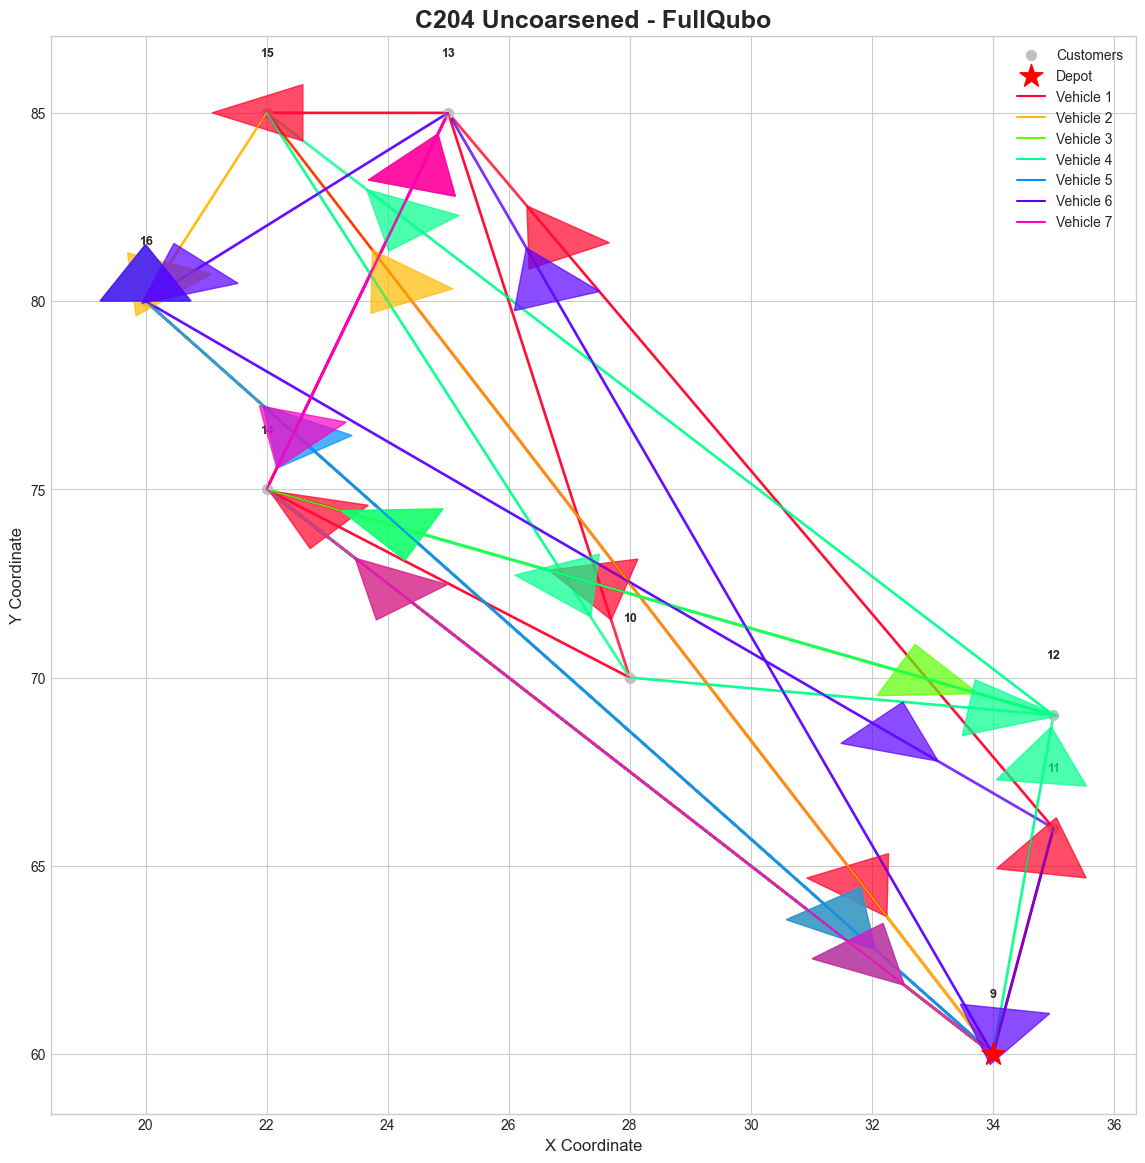 C204 Uncoarsened - FullQubo
15
13
Customers
Depot
Vehicle 1
Vehicle 2
Vehicle 3
Vehicle 4
Vehicle 5
Vehicle 6
Vehicle 7
16
14
10
12
11
9
85
80
75
70
65
60
Y Coordinate
20
22
24
26
28
30
32
34
36
X Coordinate